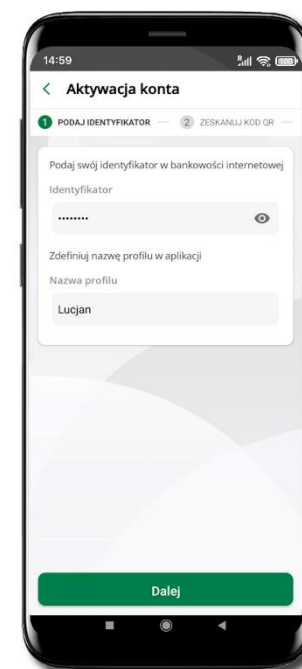 14:59
Aktywacja konta
1 PODAJ IDENTYFIKATOR 2 ZESKANUJ KOD QR
Podaj swój identyfikator w bankowości internetowej
Identyfikator
••••••••
Zdefiniuj nazwę profilu w aplikacji
Nazwa profilu
Lucjan
Dalej